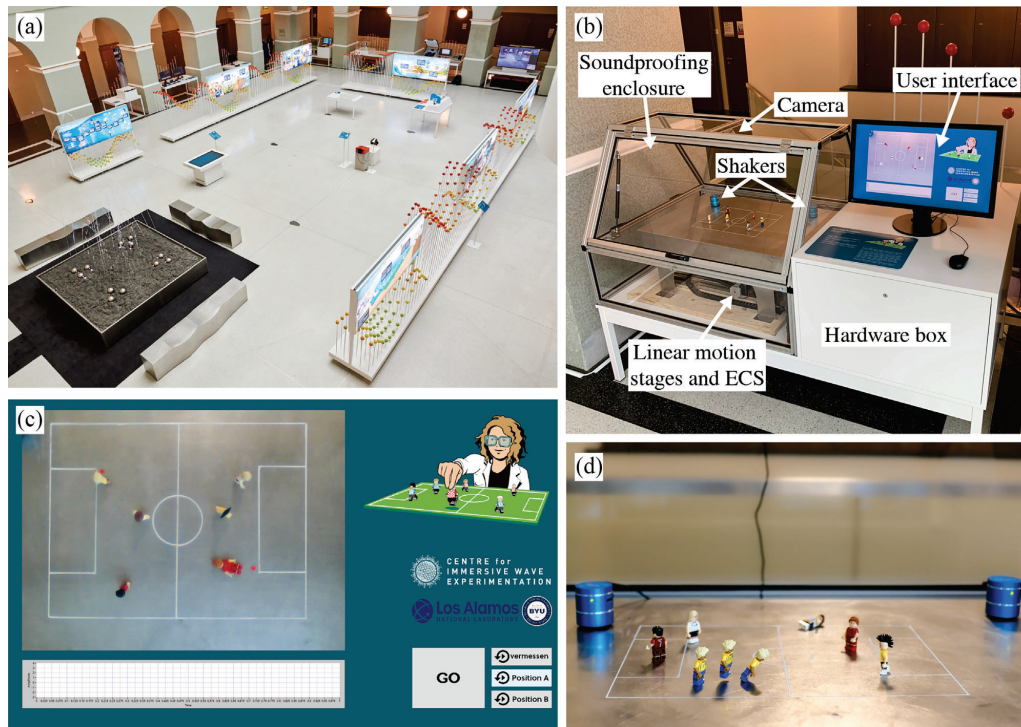 (a)
(b)
Soundproofing
enclosure
Camera
User interface
Shakers
Linear motion
stages and ECS
Hardware box
(c)
CENTRE for
IMMERSIVE WAVE
EXPERIMENTATION
Los Alamos
NATIONAL LABORATORY
BYU
GO
vermessen
Position A
Position B
Time
(d)